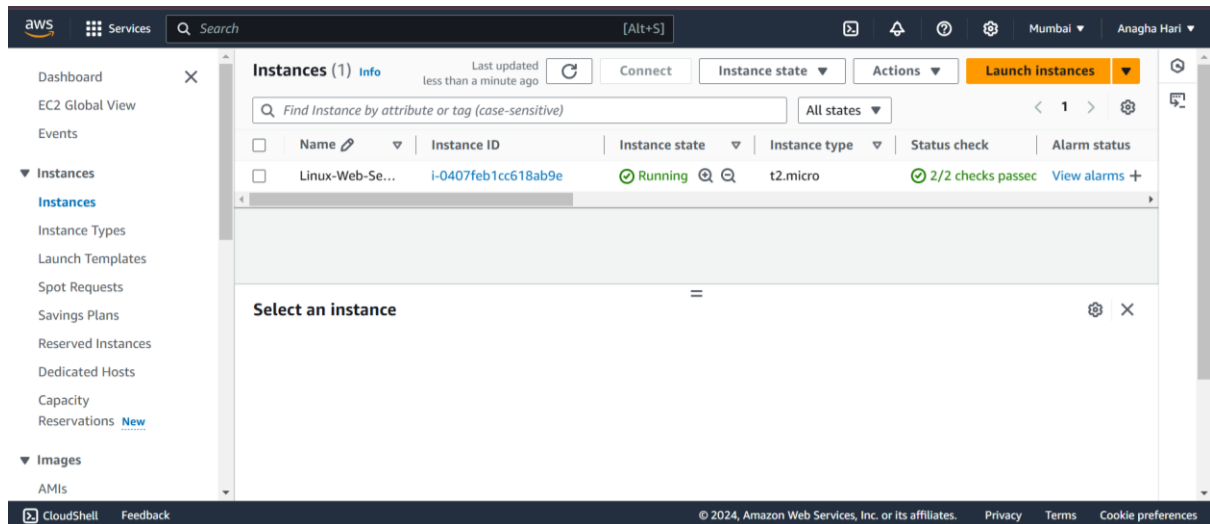 aws Services Search [Alt+S] Mumbai Anagha Hari
Dashboard
EC2 Global View
Events
Instances
Instances
Instance Types
Launch Templates
Spot Requests
Savings Plans
Reserved Instances
Dedicated Hosts
Capacity
Reservations New
Images
AMIs
Instances (1) Info Last updated
less than a minute ago Connect Instance state Actions Launch instances
Find Instance by attribute or tag (case-sensitive) All states 1
Name Instance ID Instance state Instance type Status check Alarm status
Linux-Web-Se... i-0407feb1cc618ab9e Running t2.micro 2/2 checks passec View alarms +
Select an instance
CloudShell Feedback © 2024, Amazon Web Services, Inc. or its affiliates. Privacy Terms Cookie preferences